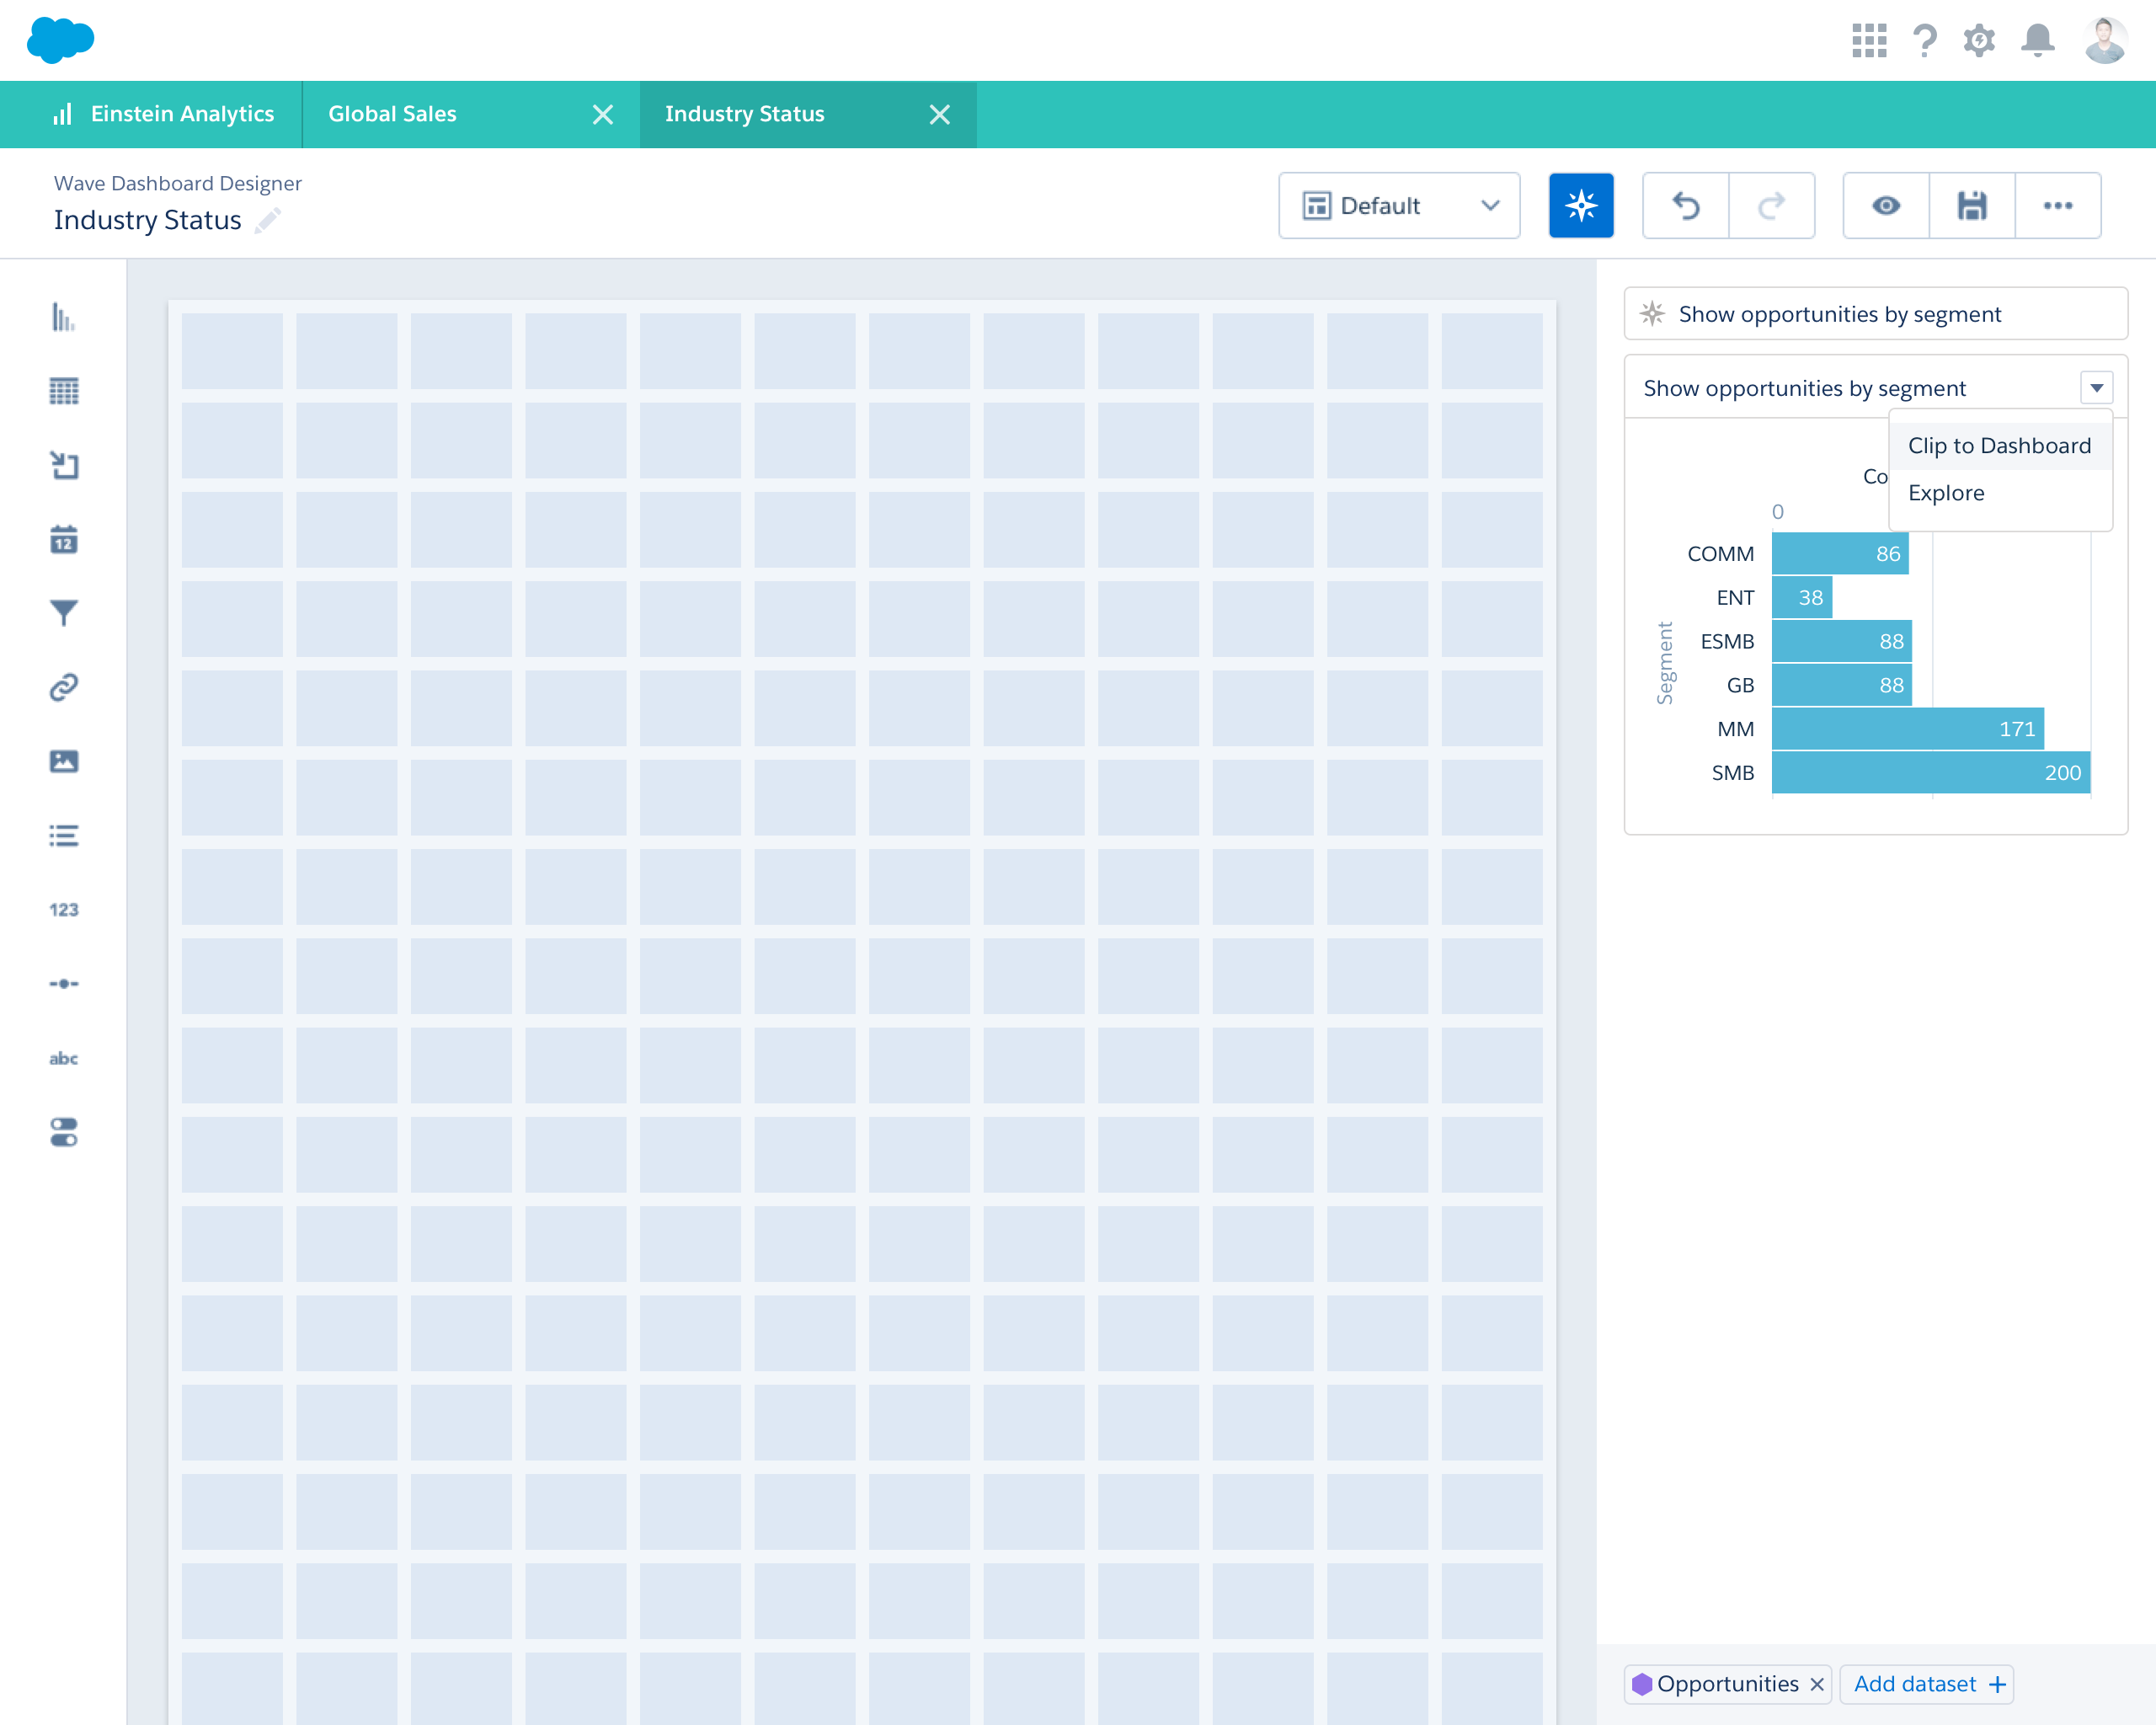 Einstein Analytics
Global Sales
Industry Status
Wave Dashboard Designer
Industry Status
Default
12
123
abc
Show opportunities by segment
Show opportunities by segment
Clip to Dashboard
Explore
Co
0
Segment
COMM 86
ENT 38
ESMB 88
GB 88
MM 171
SMB 200
Opportunities
Add dataset